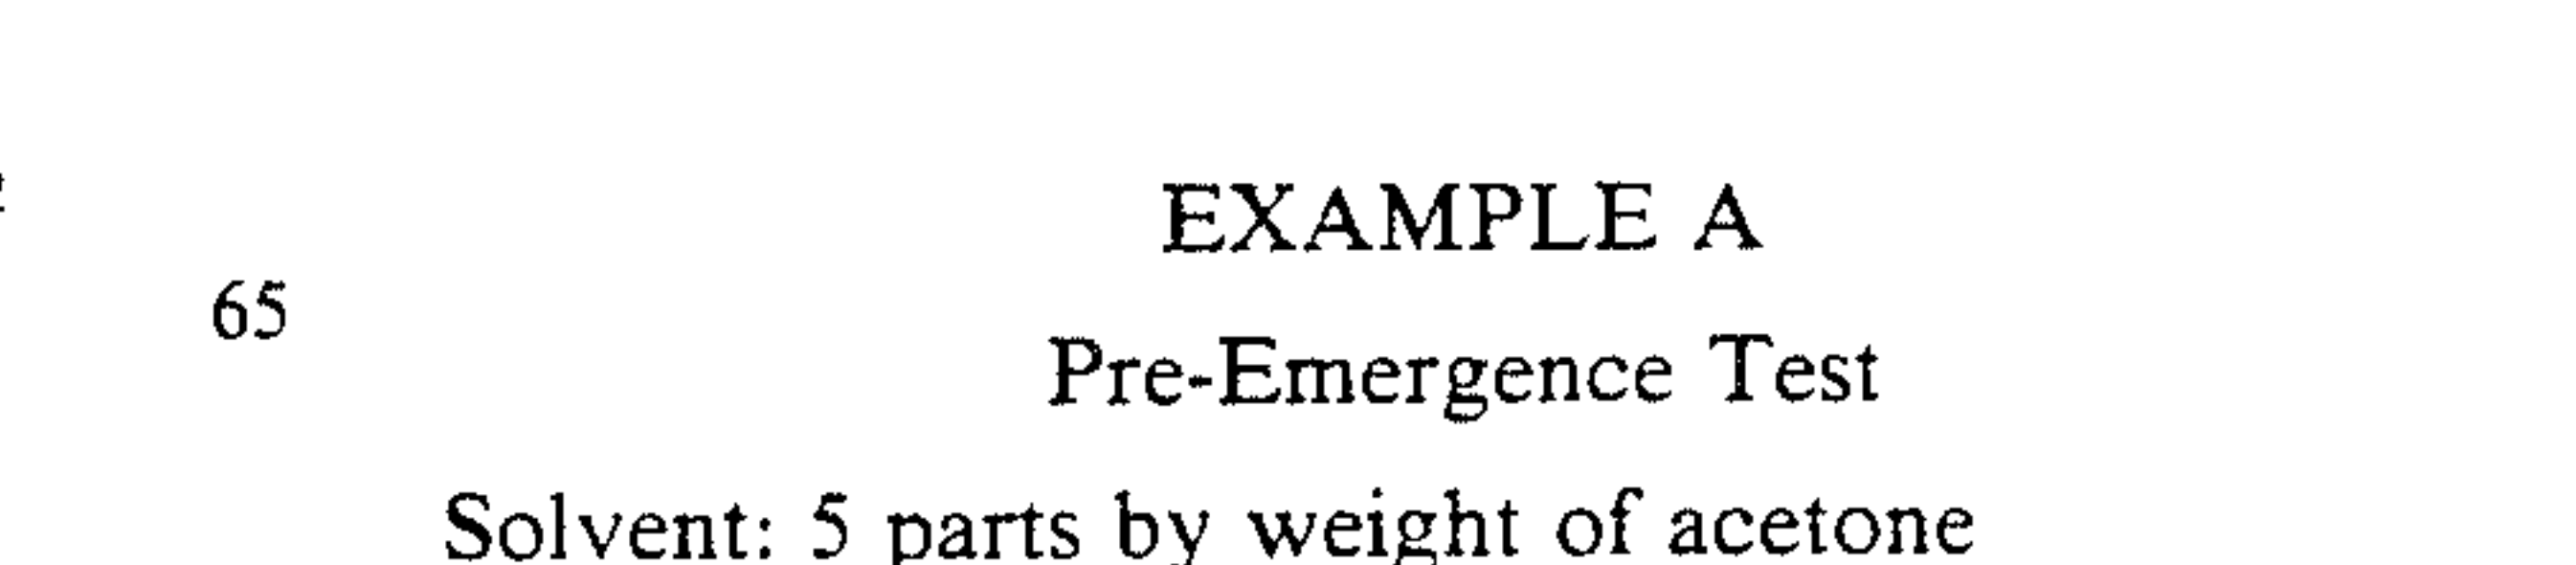 EXAMPLE A
65
Pre-Emergence Test
Solvent: 5 parts by weight of acetone